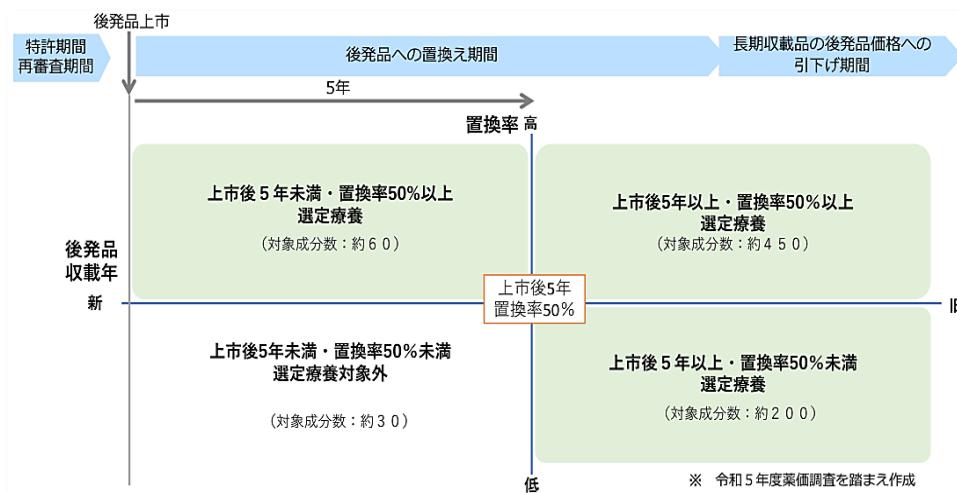 後発品上市
特許期間
再審査期間
後発品への置換え期間
長期収載品の後発品価格への
引下げ期間
5年
置換率 高
上市後５年未満・置換率50%以上
選定療養
（対象成分数：約６０）
上市後5年以上・置換率50%以上
選定療養
（対象成分数：約４５０）
後発品
収載年
新
上市後5年
置換率50%
上市後5年未満・置換率50%未満
選定療養対象外
（対象成分数：約３０）
上市後５年以上・置換率50%未満
選定療養
（対象成分数：約２００）
低
※　令和５年度薬価調査を踏まえ作成